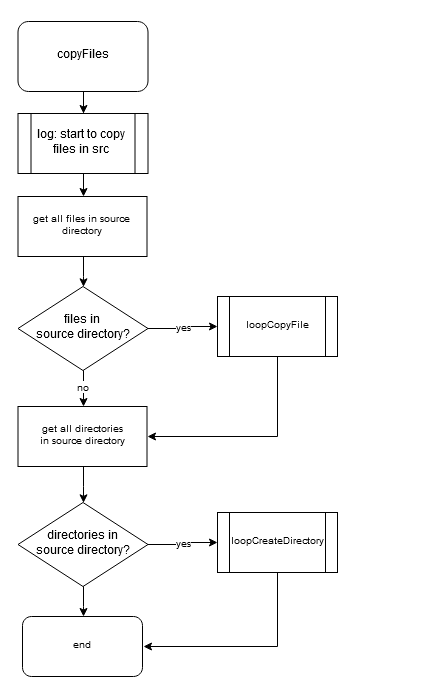 copyFiles
log: start to copy
files in src
get all files in source
directory
files in
source directory?
yes
loopCopyFile
no
get all directories
in source directory
directories in
source directory?
yes
loopCreateDirectory
end